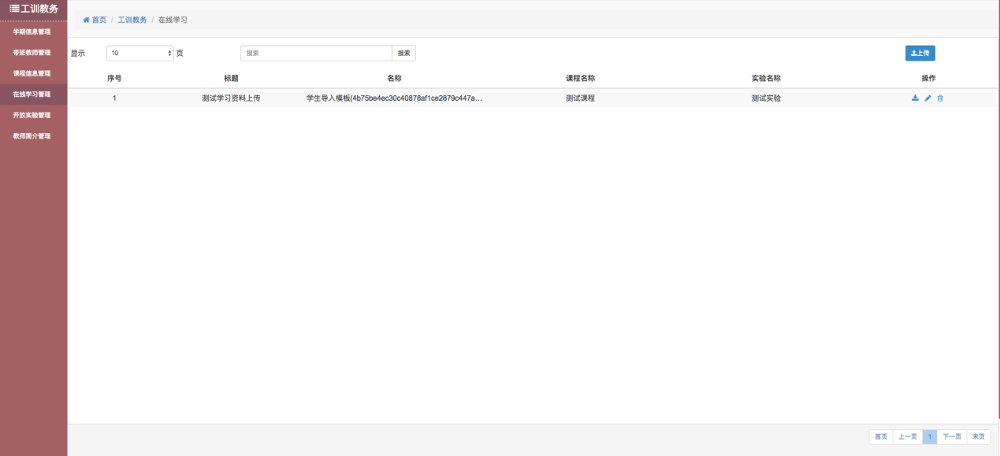 工训教务
学期信息管理
带班教师管理
课程信息管理
在线学习管理
开放实验管理
教师简介管理
首页 / 工训教务 / 在线学习
显示 10 页 搜索 搜索 上传
序号 标题 名称 课程名称 实验名称 操作
1 测试学习资料上传 学生导入模板(4b75be4ec30c40878af1ce2879c447a... 测试课程 测试实验
首页 上一页 1 下一页 末页